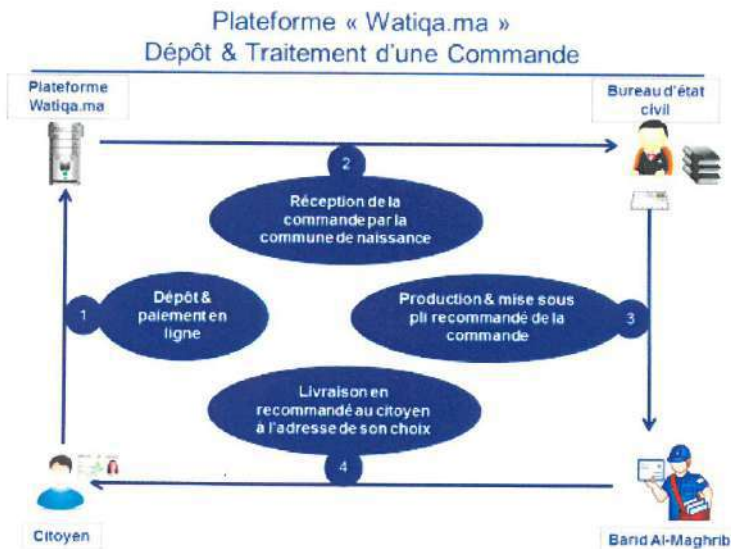 Plateforme « Watiqa.ma »
Dépôt & Traitement d'une Commande
Plateforme
Watiqa.ma
Bureau d'état
civil
2
Réception de la
commande par la
commune de naissance
1
Dépôt &
paiement en
ligne
Production & mise sous
pli recommandé de la
commande
3
Livraison en
recommandé au citoyen
à l'adresse de son choix
4
Citoyen
Barid Al-Maghrib